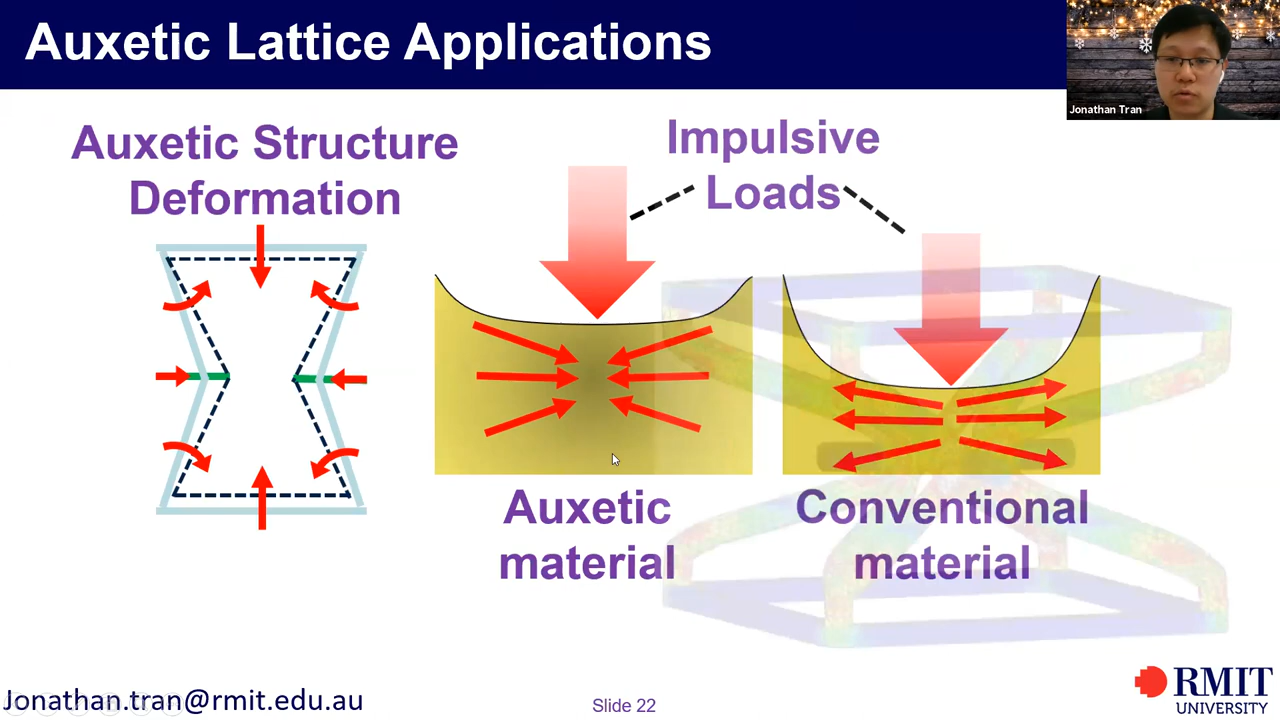 Auxetic Lattice Applications
Jonathan Tran
Auxetic Structure
Deformation
Impulsive
Loads
Auxetic
material
Conventional
material
Jonathan.tran@rmit.edu.au
Slide 22
RMIT
UNIVERSITY